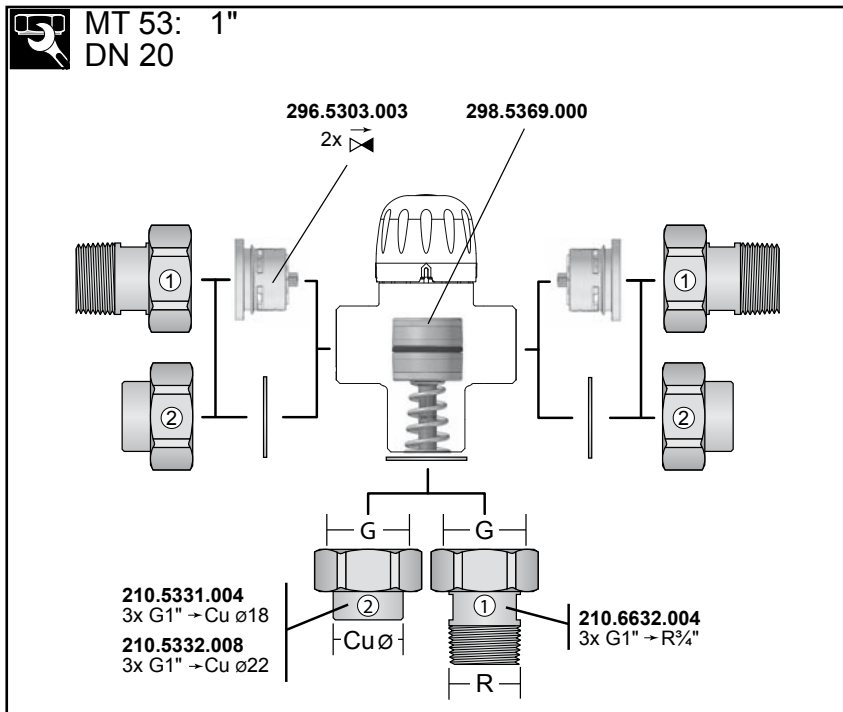 MT 53: 1"
DN 20
296.5303.003
2x
298.5369.000
①
①
②
②
G
G
②
①
Cu ø
R
210.5331.004
3x G1" → Cu ø18
210.5332.008
3x G1" → Cu ø22
210.6632.004
3x G1" → R¾"